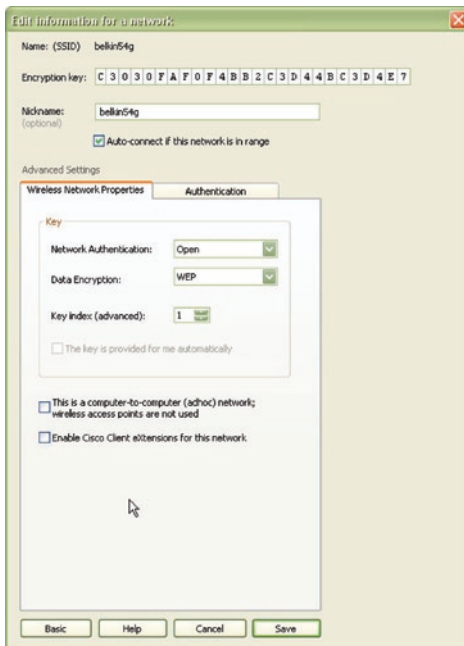 Edit information for a network
Name: (SSID) belkin54g
Encryption key: C 3 0 3 0 F A F 0 F 4 B B 2 C 3 D 4 4 B C 3 D 4 E 7
Nickname: belkin54g
(optional)
Auto-connect if this network is in range
Advanced Settings
Wireless Network Properties Authentication
Key
Network Authentication: Open
Data Encryption: WEP
Key index (advanced): 1
The key is provided for me automatically
This is a computer-to-computer (adhoc) network;
wireless access points are not used
Enable Cisco Client eXtensions for this network
Basic Help Cancel Save